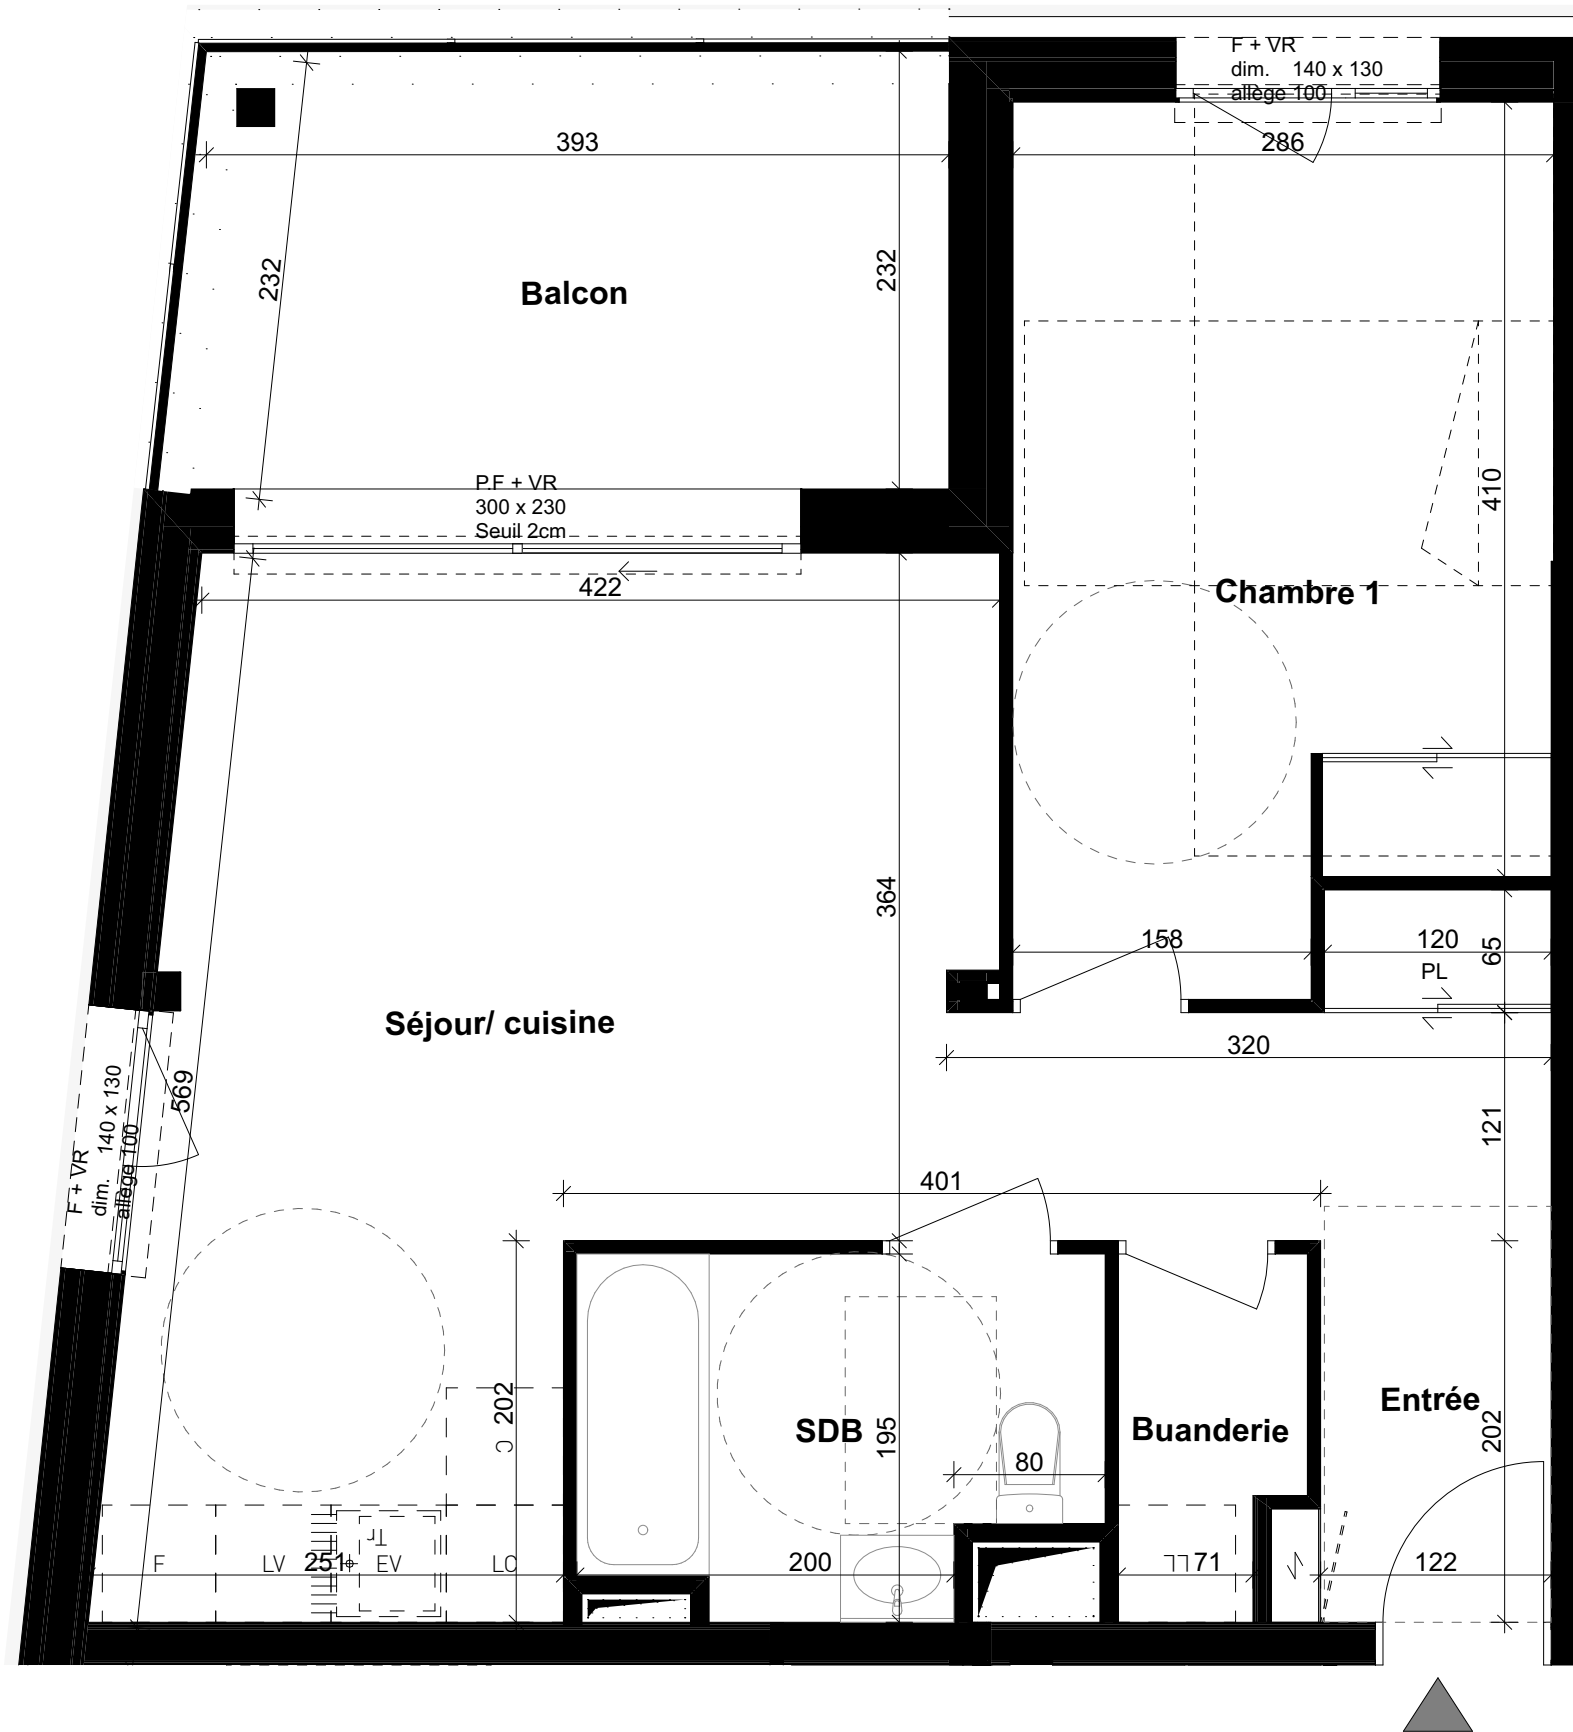 F + VR
dim. 140 x 130
allège 100
393
286
232
232
Balcon
P.F + VR
300 x 230
Seuil 2cm
410
422
Chambre 1
364
158
120
65
PL
Séjour/ cuisine
320
569
F + VR
dim. 140 x 130
allège 100
121
401
202
C
SDB
195
80
Buanderie
Entrée
202
F
LV
251
Tr
EV
LC
200
LL
71
122